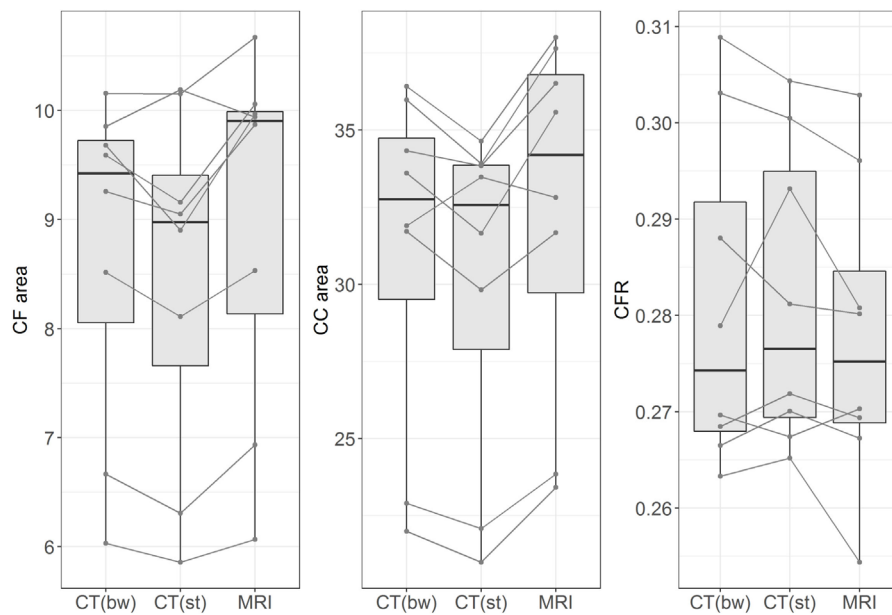 CF area
10
9
8
7
6
CT(bw) CT(st) MRI
CC area
35
30
25
CT(bw) CT(st) MRI
CFR
0.31
0.30
0.29
0.28
0.27
0.26
CT(bw) CT(st) MRI